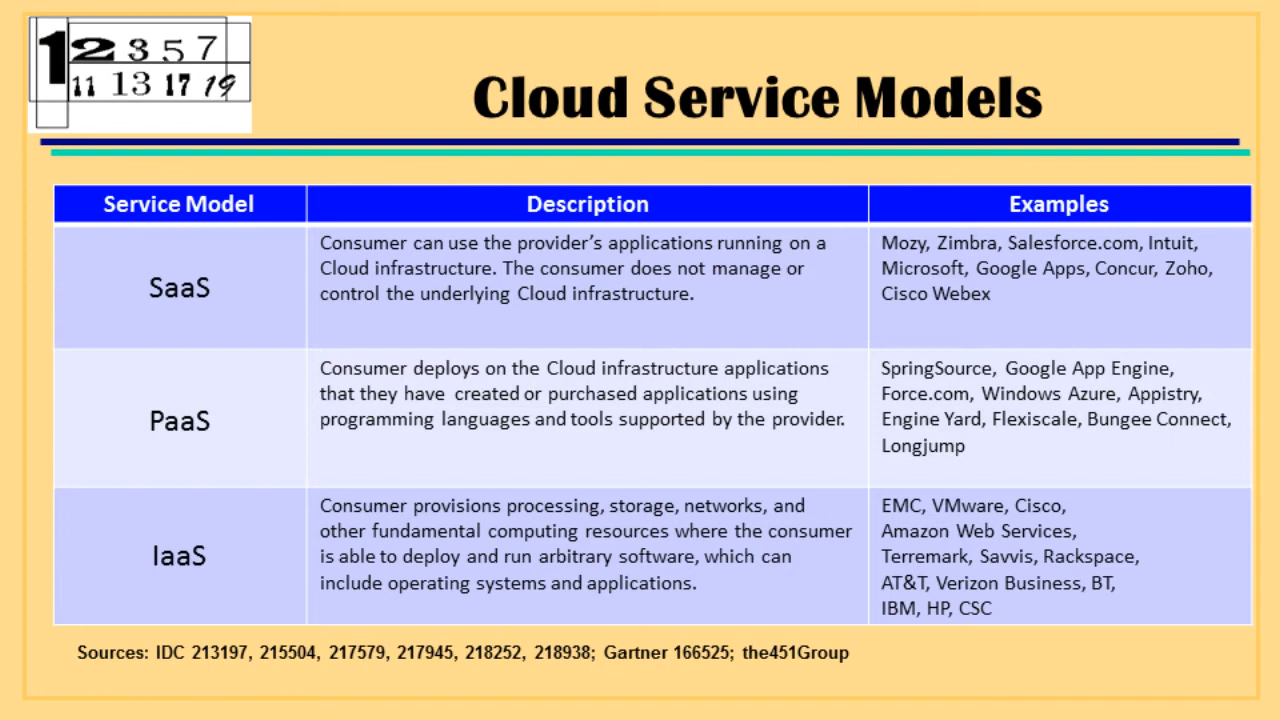 1 2 3 5 7
11 13 17 19
Cloud Service Models
Service Model Description Examples
SaaS
Consumer can use the provider’s applications running on a
Cloud infrastructure. The consumer does not manage or
control the underlying Cloud infrastructure.
Mozy, Zimbra, Salesforce.com, Intuit,
Microsoft, Google Apps, Concur, Zoho,
Cisco Webex
PaaS
Consumer deploys on the Cloud infrastructure applications
that they have created or purchased applications using
programming languages and tools supported by the provider.
SpringSource, Google App Engine,
Force.com, Windows Azure, Appistry,
Engine Yard, Flexiscale, Bungee Connect,
Longjump
IaaS
Consumer provisions processing, storage, networks, and
other fundamental computing resources where the consumer
is able to deploy and run arbitrary software, which can
include operating systems and applications.
EMC, VMware, Cisco,
Amazon Web Services,
Terremark, Savvis, Rackspace,
AT&T, Verizon Business, BT,
IBM, HP, CSC
Sources: IDC 213197, 215504, 217579, 217945, 218252, 218938; Gartner 166525; the451Group